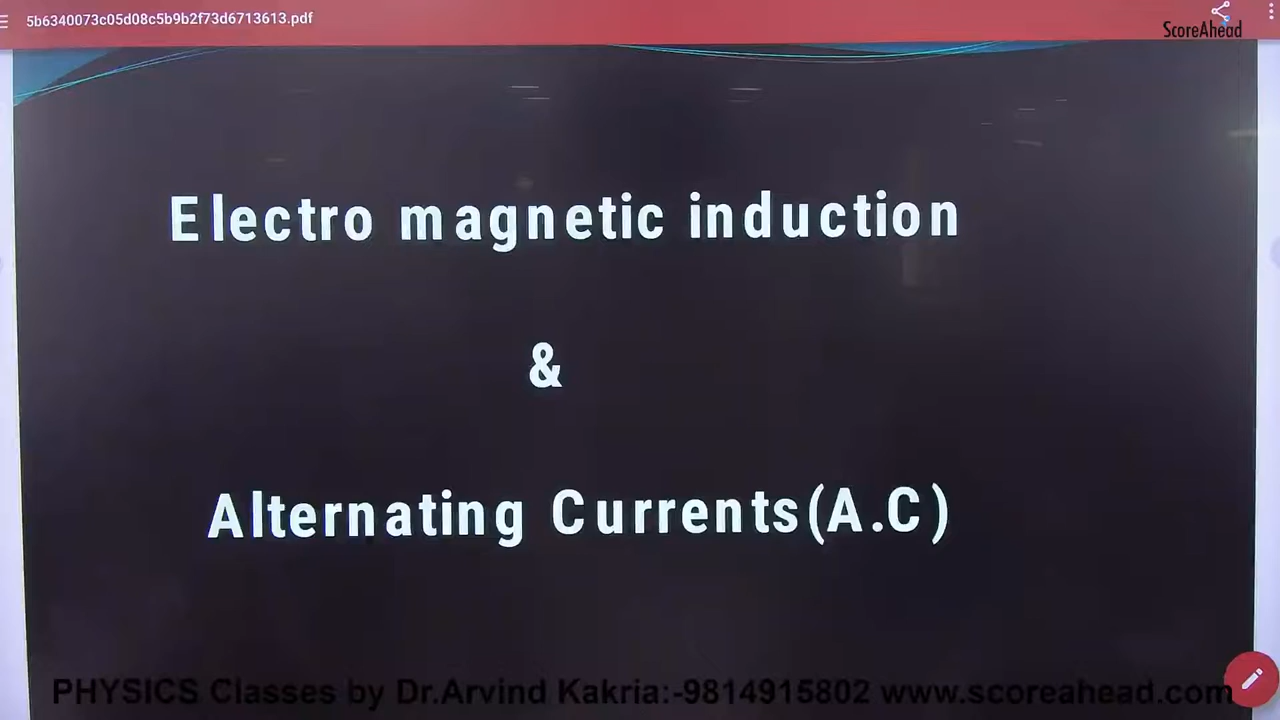 5b6340073c05d08c5b9b2f73d6713613.pdf
ScoreAhead
Electro magnetic induction
&
Alternating Currents(A.C)
PHYSICS Classes by Dr.Arvind Kakria:-9814915802 www.scoreahead.com